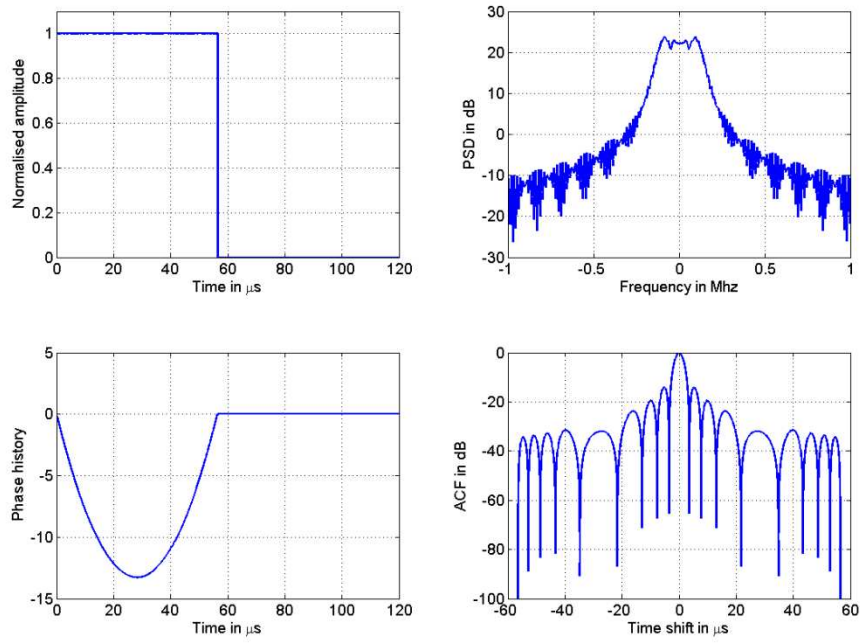 1
0.8
0.6
0.4
0.2
0
Normalised amplitude
0 20 40 60 80 100 120
Time in μs
30
20
10
0
-10
-20
-30
PSD in dB
-1 -0.5 0 0.5 1
Frequency in Mhz
5
0
-5
-10
-15
Phase history
0 20 40 60 80 100 120
Time in μs
0
-20
-40
-60
-80
-100
ACF in dB
-60 -40 -20 0 20 40 60
Time shift in μs